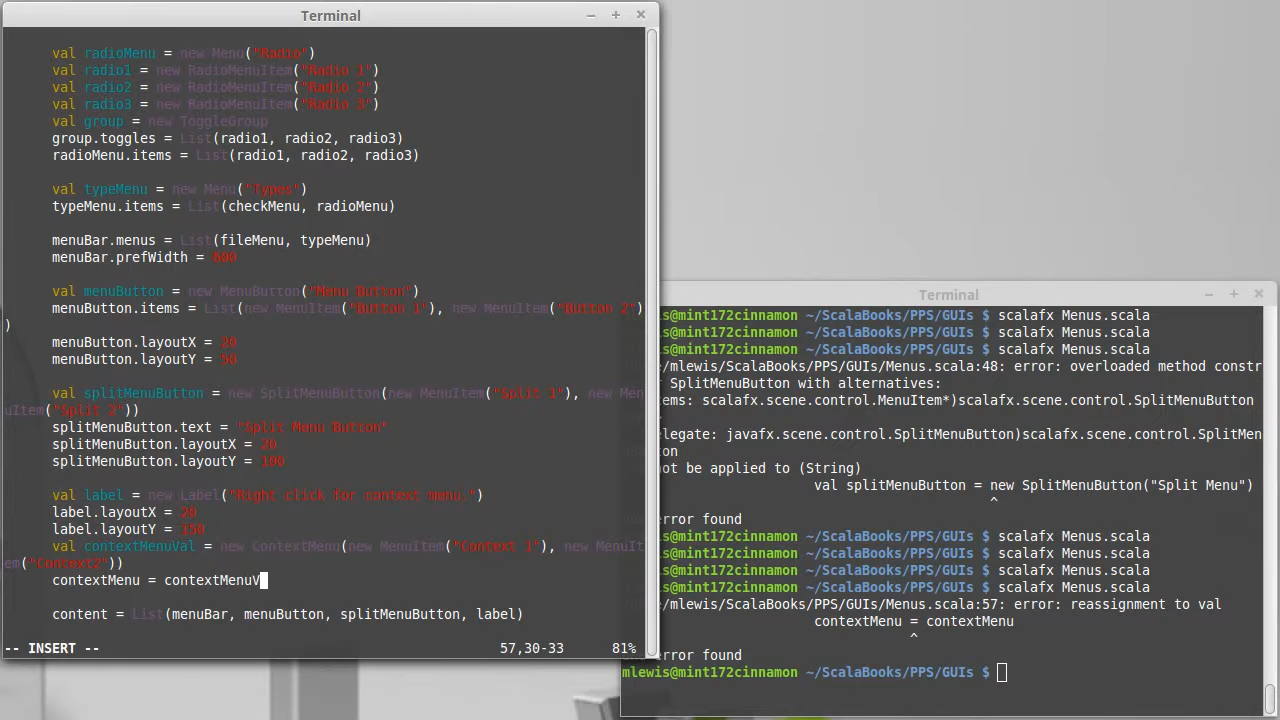 Terminal
val radioMenu = new Menu("Radio")
val radio1 = new RadioMenuItem("Radio 1")
val radio2 = new RadioMenuItem("Radio 2")
val radio3 = new RadioMenuItem("Radio 3")
val group = new ToggleGroup
group.toggles = List(radio1, radio2, radio3)
radioMenu.items = List(radio1, radio2, radio3)
val typeMenu = new Menu("Types")
typeMenu.items = List(checkMenu, radioMenu)
menuBar.menus = List(fileMenu, typeMenu)
menuBar.prefWidth = 600
val menuButton = new MenuButton("Menu Button")
menuButton.items = List(new MenuItem("Button 1"), new MenuItem("Button 2")
)
menuButton.layoutX = 20
menuButton.layoutY = 50
val splitMenuButton = new SplitMenuButton(new MenuItem("Split 1"), new Men
uItem("Split 2"))
splitMenuButton.text = "Split Menu Button"
splitMenuButton.layoutX = 20
splitMenuButton.layoutY = 100
val label = new Label("Right click for context menu.")
label.layoutX = 20
label.layoutY = 150
val contextMenuVal = new ContextMenu(new MenuItem("Context 1"), new MenuIt
em("Context2"))
contextMenu = contextMenuV
content = List(menuBar, menuButton, splitMenuButton, label)
-- INSERT -- 57,30-33 81%
Terminal
is@mint172cinnamon ~/ScalaBooks/PPS/GUIs $ scalafx Menus.scala
is@mint172cinnamon ~/ScalaBooks/PPS/GUIs $ scalafx Menus.scala
is@mint172cinnamon ~/ScalaBooks/PPS/GUIs $ scalafx Menus.scala
e/mlewis/ScalaBooks/PPS/GUIs/Menus.scala:48: error: overloaded method constr
r SplitMenuButton with alternatives:
tems: scalafx.scene.control.MenuItem*)scalafx.scene.control.SplitMenuButton
elegate: javafx.scene.control.SplitMenuButton)scalafx.scene.control.SplitMen
on
not be applied to (String)
val splitMenuButton = new SplitMenuButton("Split Menu")
^
error found
is@mint172cinnamon ~/ScalaBooks/PPS/GUIs $ scalafx Menus.scala
is@mint172cinnamon ~/ScalaBooks/PPS/GUIs $ scalafx Menus.scala
is@mint172cinnamon ~/ScalaBooks/PPS/GUIs $ scalafx Menus.scala
is@mint172cinnamon ~/ScalaBooks/PPS/GUIs $ scalafx Menus.scala
e/mlewis/ScalaBooks/PPS/GUIs/Menus.scala:57: error: reassignment to val
contextMenu = contextMenu
^
error found
mlewis@mint172cinnamon ~/ScalaBooks/PPS/GUIs $